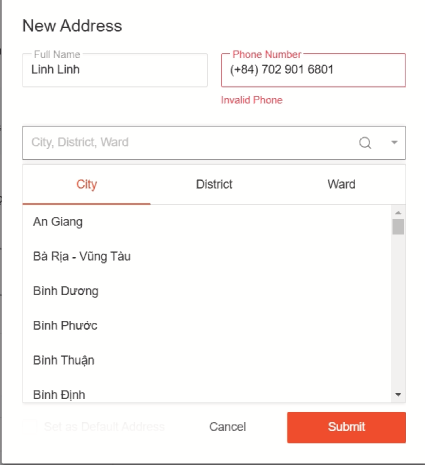 New Address
Full Name
Linh Linh
Phone Number
(+84) 702 901 6801
Invalid Phone
City, District, Ward
City District Ward
An Giang
Bà Rịa - Vũng Tàu
Bình Dương
Bình Phước
Bình Thuận
Bình Định
Set as Default Address Cancel Submit